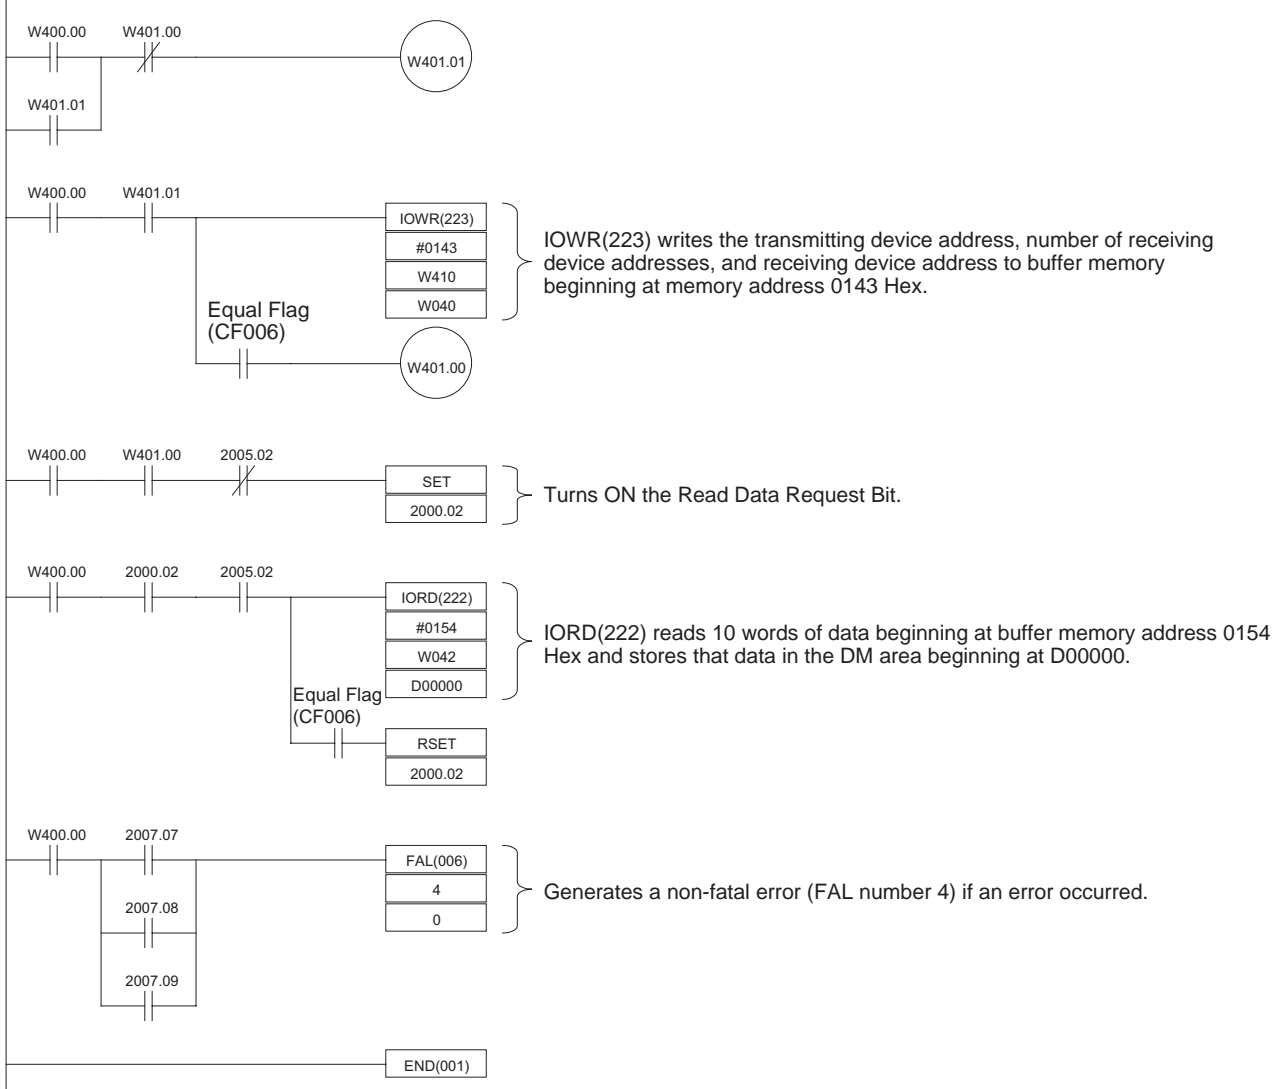 W400.00 W401.00
W401.01
W401.01
W400.00 W401.01
IOWR(223)
#0143
W410
W040
IOWR(223) writes the transmitting device address, number of receiving
device addresses, and receiving device address to buffer memory
beginning at memory address 0143 Hex.
Equal Flag
(CF006)
W401.00
W400.00 W401.00 2005.02
SET
2000.02
Turns ON the Read Data Request Bit.
W400.00 2000.02 2005.02
IORD(222)
#0154
W042
D00000
IORD(222) reads 10 words of data beginning at buffer memory address 0154
Hex and stores that data in the DM area beginning at D00000.
Equal Flag
(CF006)
RSET
2000.02
W400.00 2007.07
FAL(006)
4
0
Generates a non-fatal error (FAL number 4) if an error occurred.
2007.08
2007.09
END(001)